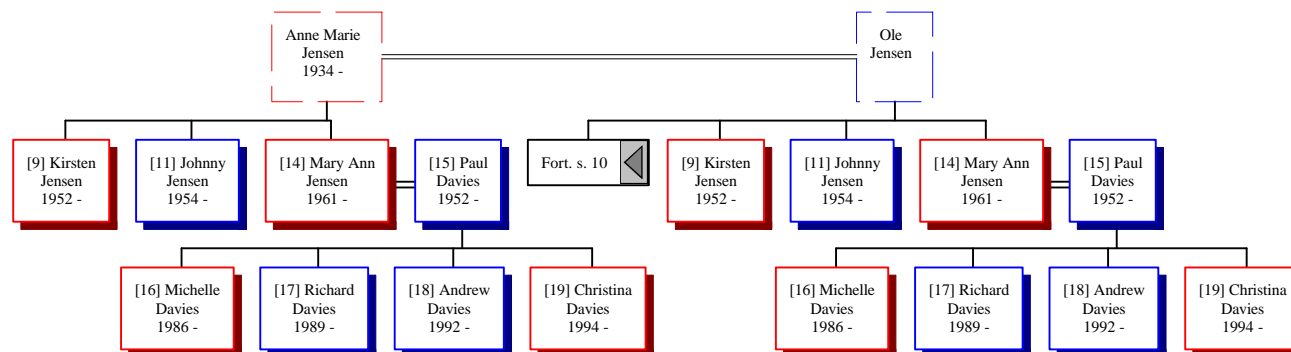 Anne Marie
Jensen
1934 -
Ole
Jensen
[9] Kirsten
Jensen
1952 -
[11] Johnny
Jensen
1954 -
[14] Mary Ann
Jensen
1961 -
[15] Paul
Davies
1952 -
Fort. s. 10
[9] Kirsten
Jensen
1952 -
[11] Johnny
Jensen
1954 -
[14] Mary Ann
Jensen
1961 -
[15] Paul
Davies
1952 -
[16] Michelle
Davies
1986 -
[17] Richard
Davies
1989 -
[18] Andrew
Davies
1992 -
[19] Christina
Davies
1994 -
[16] Michelle
Davies
1986 -
[17] Richard
Davies
1989 -
[18] Andrew
Davies
1992 -
[19] Christina
Davies
1994 -